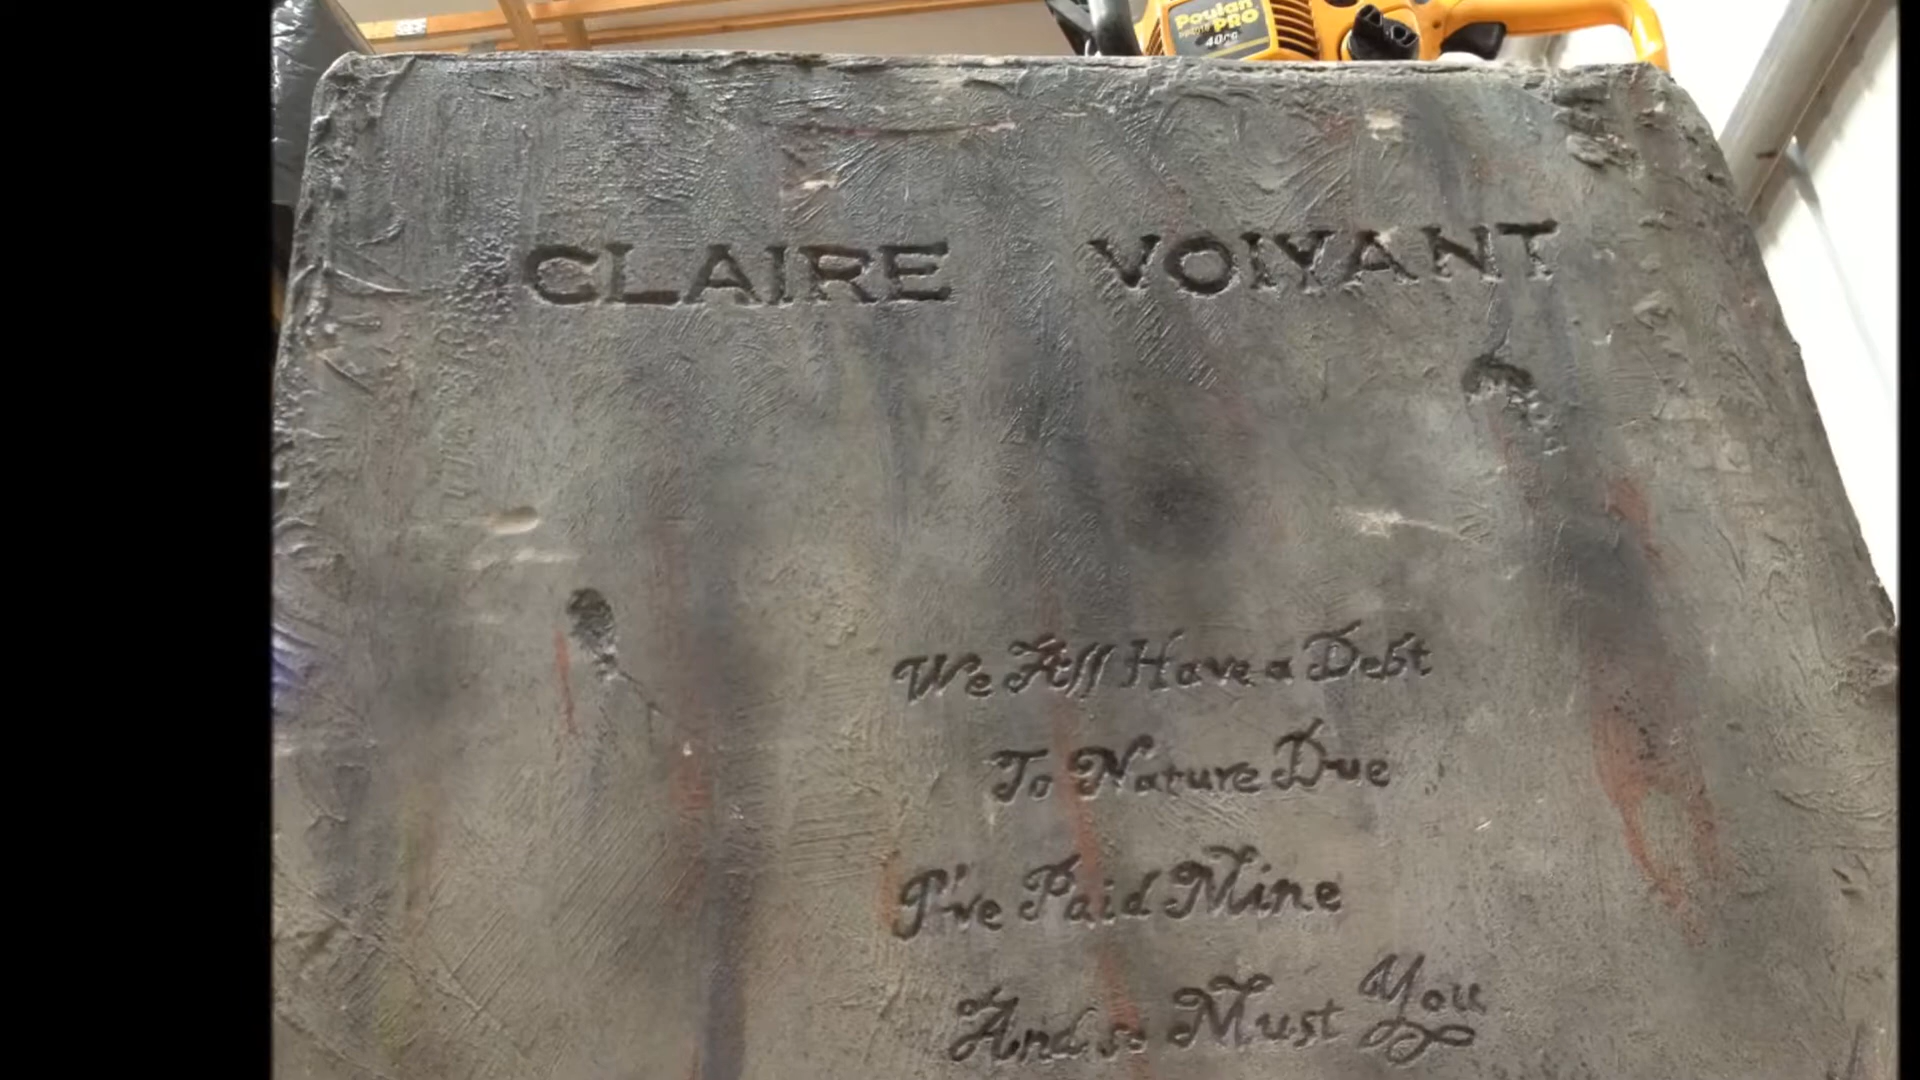 Poulan
PRO
40cc
CLAIRE VOIYANT
We All Have a Debt
To Nature Due
I've Paid Mine
And so Must You